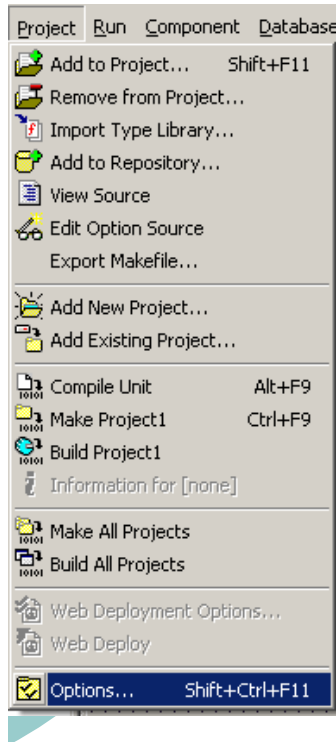 Project Run Component Database
Add to Project... Shift+F11
Remove from Project...
Import Type Library...
Add to Repository...
View Source
Edit Option Source
Export Makefile...
Add New Project...
Add Existing Project...
Compile Unit Alt+F9
Make Project1 Ctrl+F9
Build Project1
Information for [none]
Make All Projects
Build All Projects
Web Deployment Options...
Web Deploy
Options... Shift+Ctrl+F11